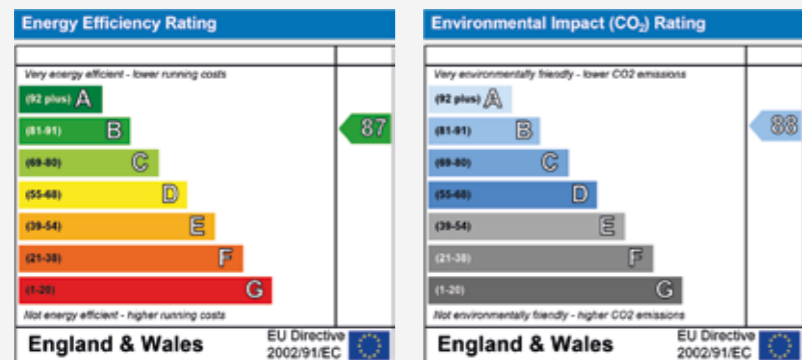 Energy Efficiency Rating
Very energy efficient - lower running costs
(92 plus) A
(81-91) B
87
(69-80) C
(55-68) D
(39-54) E
(21-38) F
(1-20) G
Not energy efficient - higher running costs
England & Wales
EU Directive
2002/91/EC
Environmental Impact (CO₂) Rating
Very environmentally friendly - lower CO2 emissions
(92 plus) A
(81-91) B
88
(69-80) C
(55-68) D
(39-54) E
(21-38) F
(1-20) G
Not environmentally friendly - higher CO2 emissions
England & Wales
EU Directive
2002/91/EC